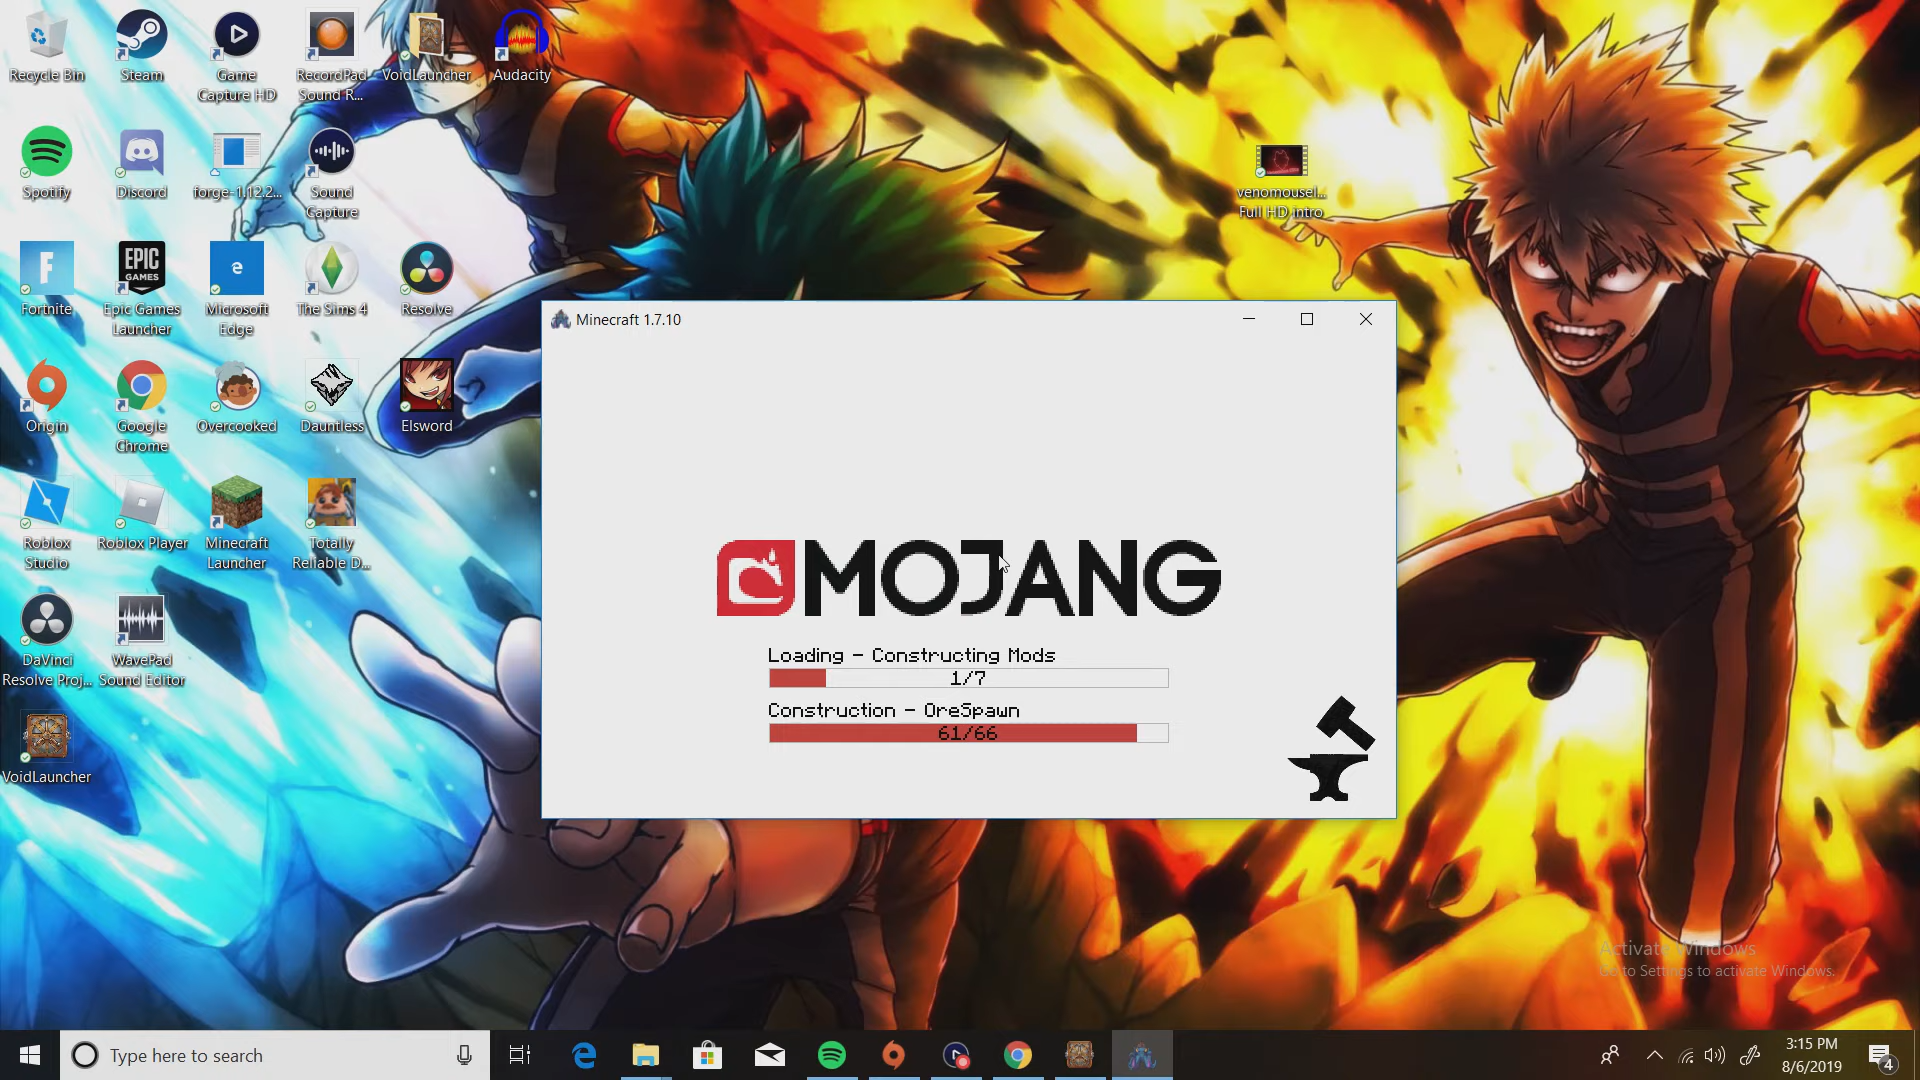 Recycle Bin
Steam
Game
Capture HD
RecordPad
Sound R...
VoidLauncher
Audacity
Spotify
Discord
forge-1.12.2...
Sound
Capture
venomousel...
Full HD intro
Fortnite
EPIC
GAMES
Epic Games
Launcher
Microsoft
Edge
The Sims 4
Resolve
Minecraft 1.7.10
Origin
Google
Chrome
Overcooked
Dauntless
Elsword
Roblox
Studio
Roblox Player
Minecraft
Launcher
Totally
Reliable D...
MOJANG
DaVinci
Resolve Proj...
WavePad
Sound Editor
Loading - Constructing Mods
1/7
Construction - OreSpawn
61/66
VoidLauncher
Activate Windows
Go to Settings to activate Windows.
Type here to search
3:15 PM
8/6/2019
4